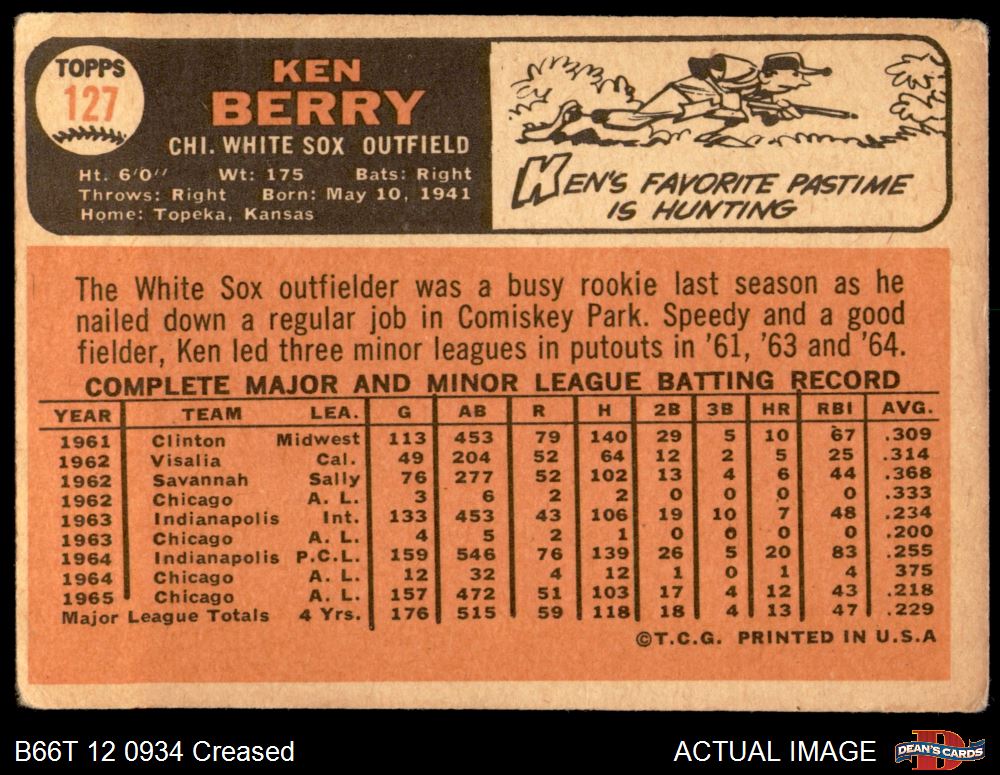 TOPPS
127
KEN
BERRY
CHI. WHITE SOX OUTFIELD
Ht. 6'0" Wt: 175 Bats: Right
Throws: Right Born: May 10, 1941
Home: Topeka, Kansas
KEN'S FAVORITE PASTIME
IS HUNTING
The White Sox outfielder was a busy rookie last season as he
nailed down a regular job in Comiskey Park. Speedy and a good
fielder, Ken led three minor leagues in putouts in '61, '63 and '64.
COMPLETE MAJOR AND MINOR LEAGUE BATTING RECORD
YEAR TEAM LEA. G AB R H 2B 3B HR RBI AVG.
1961 Clinton Midwest 113 453 79 140 29 5 10 67 .309
1962 Visalia Cal. 49 204 52 64 12 2 5 25 .314
1962 Savannah Sally 76 277 52 102 13 4 6 44 .368
1962 Chicago A. L. 3 6 2 2 0 0 0 0 .333
1963 Indianapolis Int. 133 453 43 106 19 10 7 48 .234
1963 Chicago A. L. 4 5 2 1 0 0 0 0 .200
1964 Indianapolis P.C.L. 159 546 76 139 26 5 20 83 .255
1964 Chicago A. L. 12 32 4 12 1 0 1 4 375
1965 Chicago A. L. 157 472 51 103 17 4 12 43 .218
Major League Totals 4 Yrs. 176 515 59 118 18 4 13 47 .229
©T.C.G. PRINTED IN U.S.A
B66T 12 0934 Creased
ACTUAL IMAGE
DEAN'S CARDS